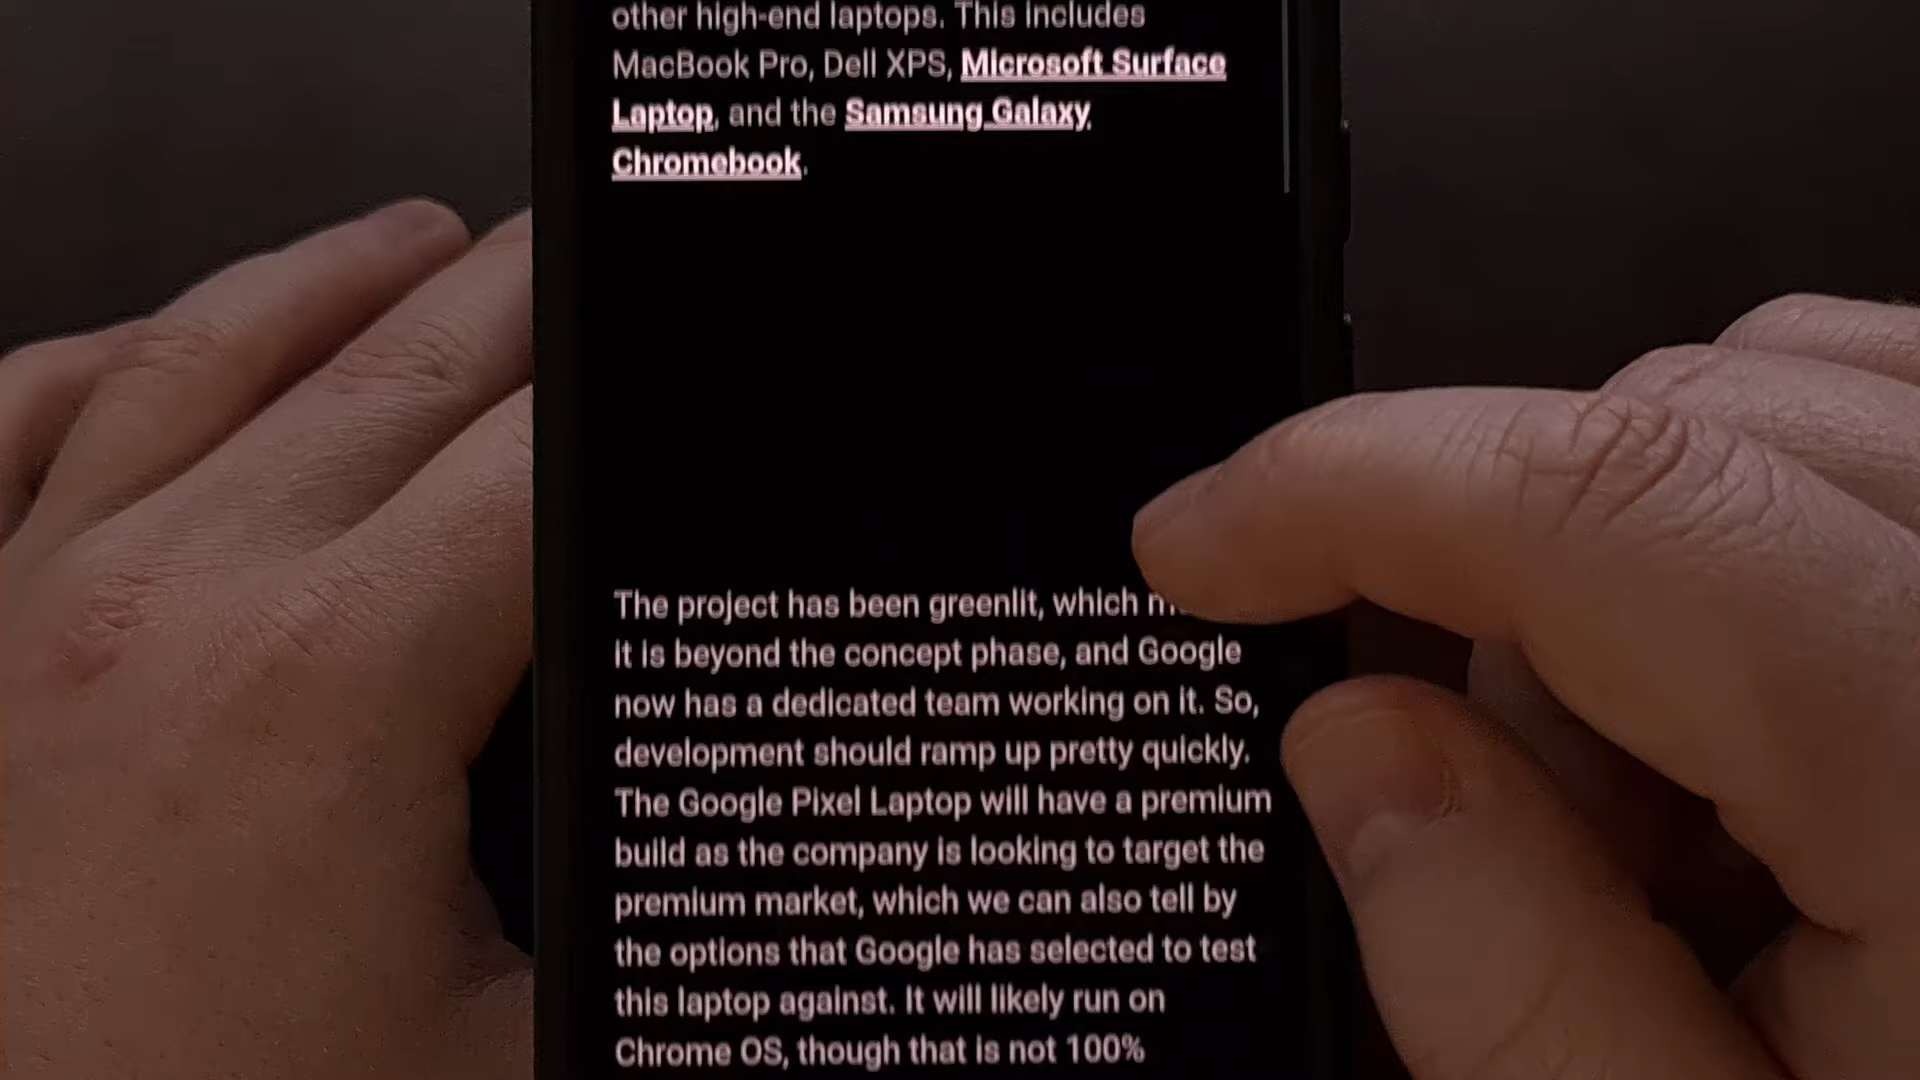 other high-end laptops. This includes
MacBook Pro, Dell XPS, Microsoft Surface
Laptop, and the Samsung Galaxy
Chromebook.
The project has been greenlit, which
it is beyond the concept phase, and Google
now has a dedicated team working on it. So,
development should ramp up pretty quickly.
The Google Pixel Laptop will have a premium
build as the company is looking to target the
premium market, which we can also tell by
the options that Google has selected to test
this laptop against. It will likely run on
Chrome OS, though that is not 100%